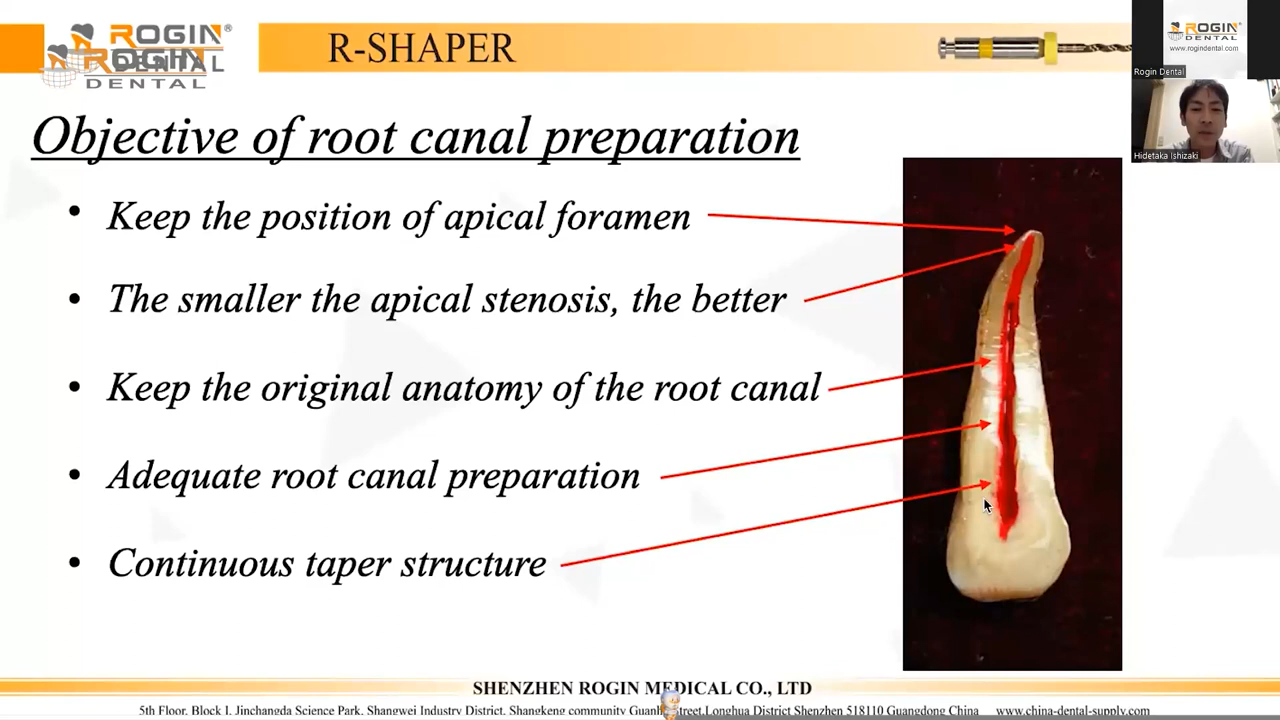 ROGIN®
DENTAL
ROGIN
DENTAL
R-SHAPER
ROGIN®
DENTAL
www.rogindental.com
Rogin Dental
Hidetaka Ishizaki
Objective of root canal preparation
• Keep the position of apical foramen
• The smaller the apical stenosis, the better
• Keep the original anatomy of the root canal
• Adequate root canal preparation
• Continuous taper structure
SHENZHEN ROGIN MEDICAL CO., LTD
5th Floor, Block I, Jinchangda Science Park, Shangwei Industry District, Shangkeng community Street,Longhua District Shenzhen 518110 Guangdong China www.china-dental-supply.com